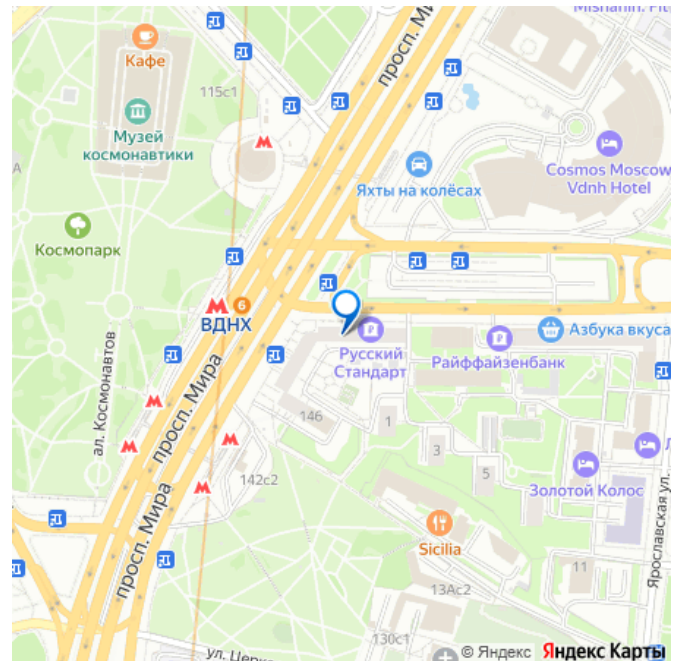 Mishanin. Fit
Кафе
просп. Мира
115с1
Музей
космонавтики
Cosmos Moscow
Vdnh Hotel
Яхты на колёсах
Космопарк
6
ВДНХ
Азбука вкуса
Русский
Стандарт
Райффайзенбанк
ал. Космонавтов
просп. Мира
146
1
3
5
142с2
Золотой Колос
Ярославская ул.
просп. Мира
Sicilia
11
13Ас2
130с1
ул. Церк
© Яндекс Яндекс Карты